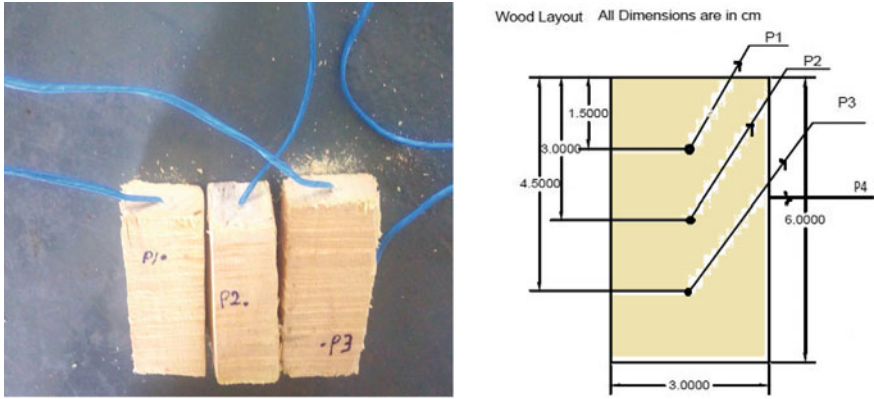 P1.
P2.
.P3
Wood Layout All Dimensions are in cm
P1
P2
P3
P4
1.5000
3.0000
4.5000
6.0000
3.0000